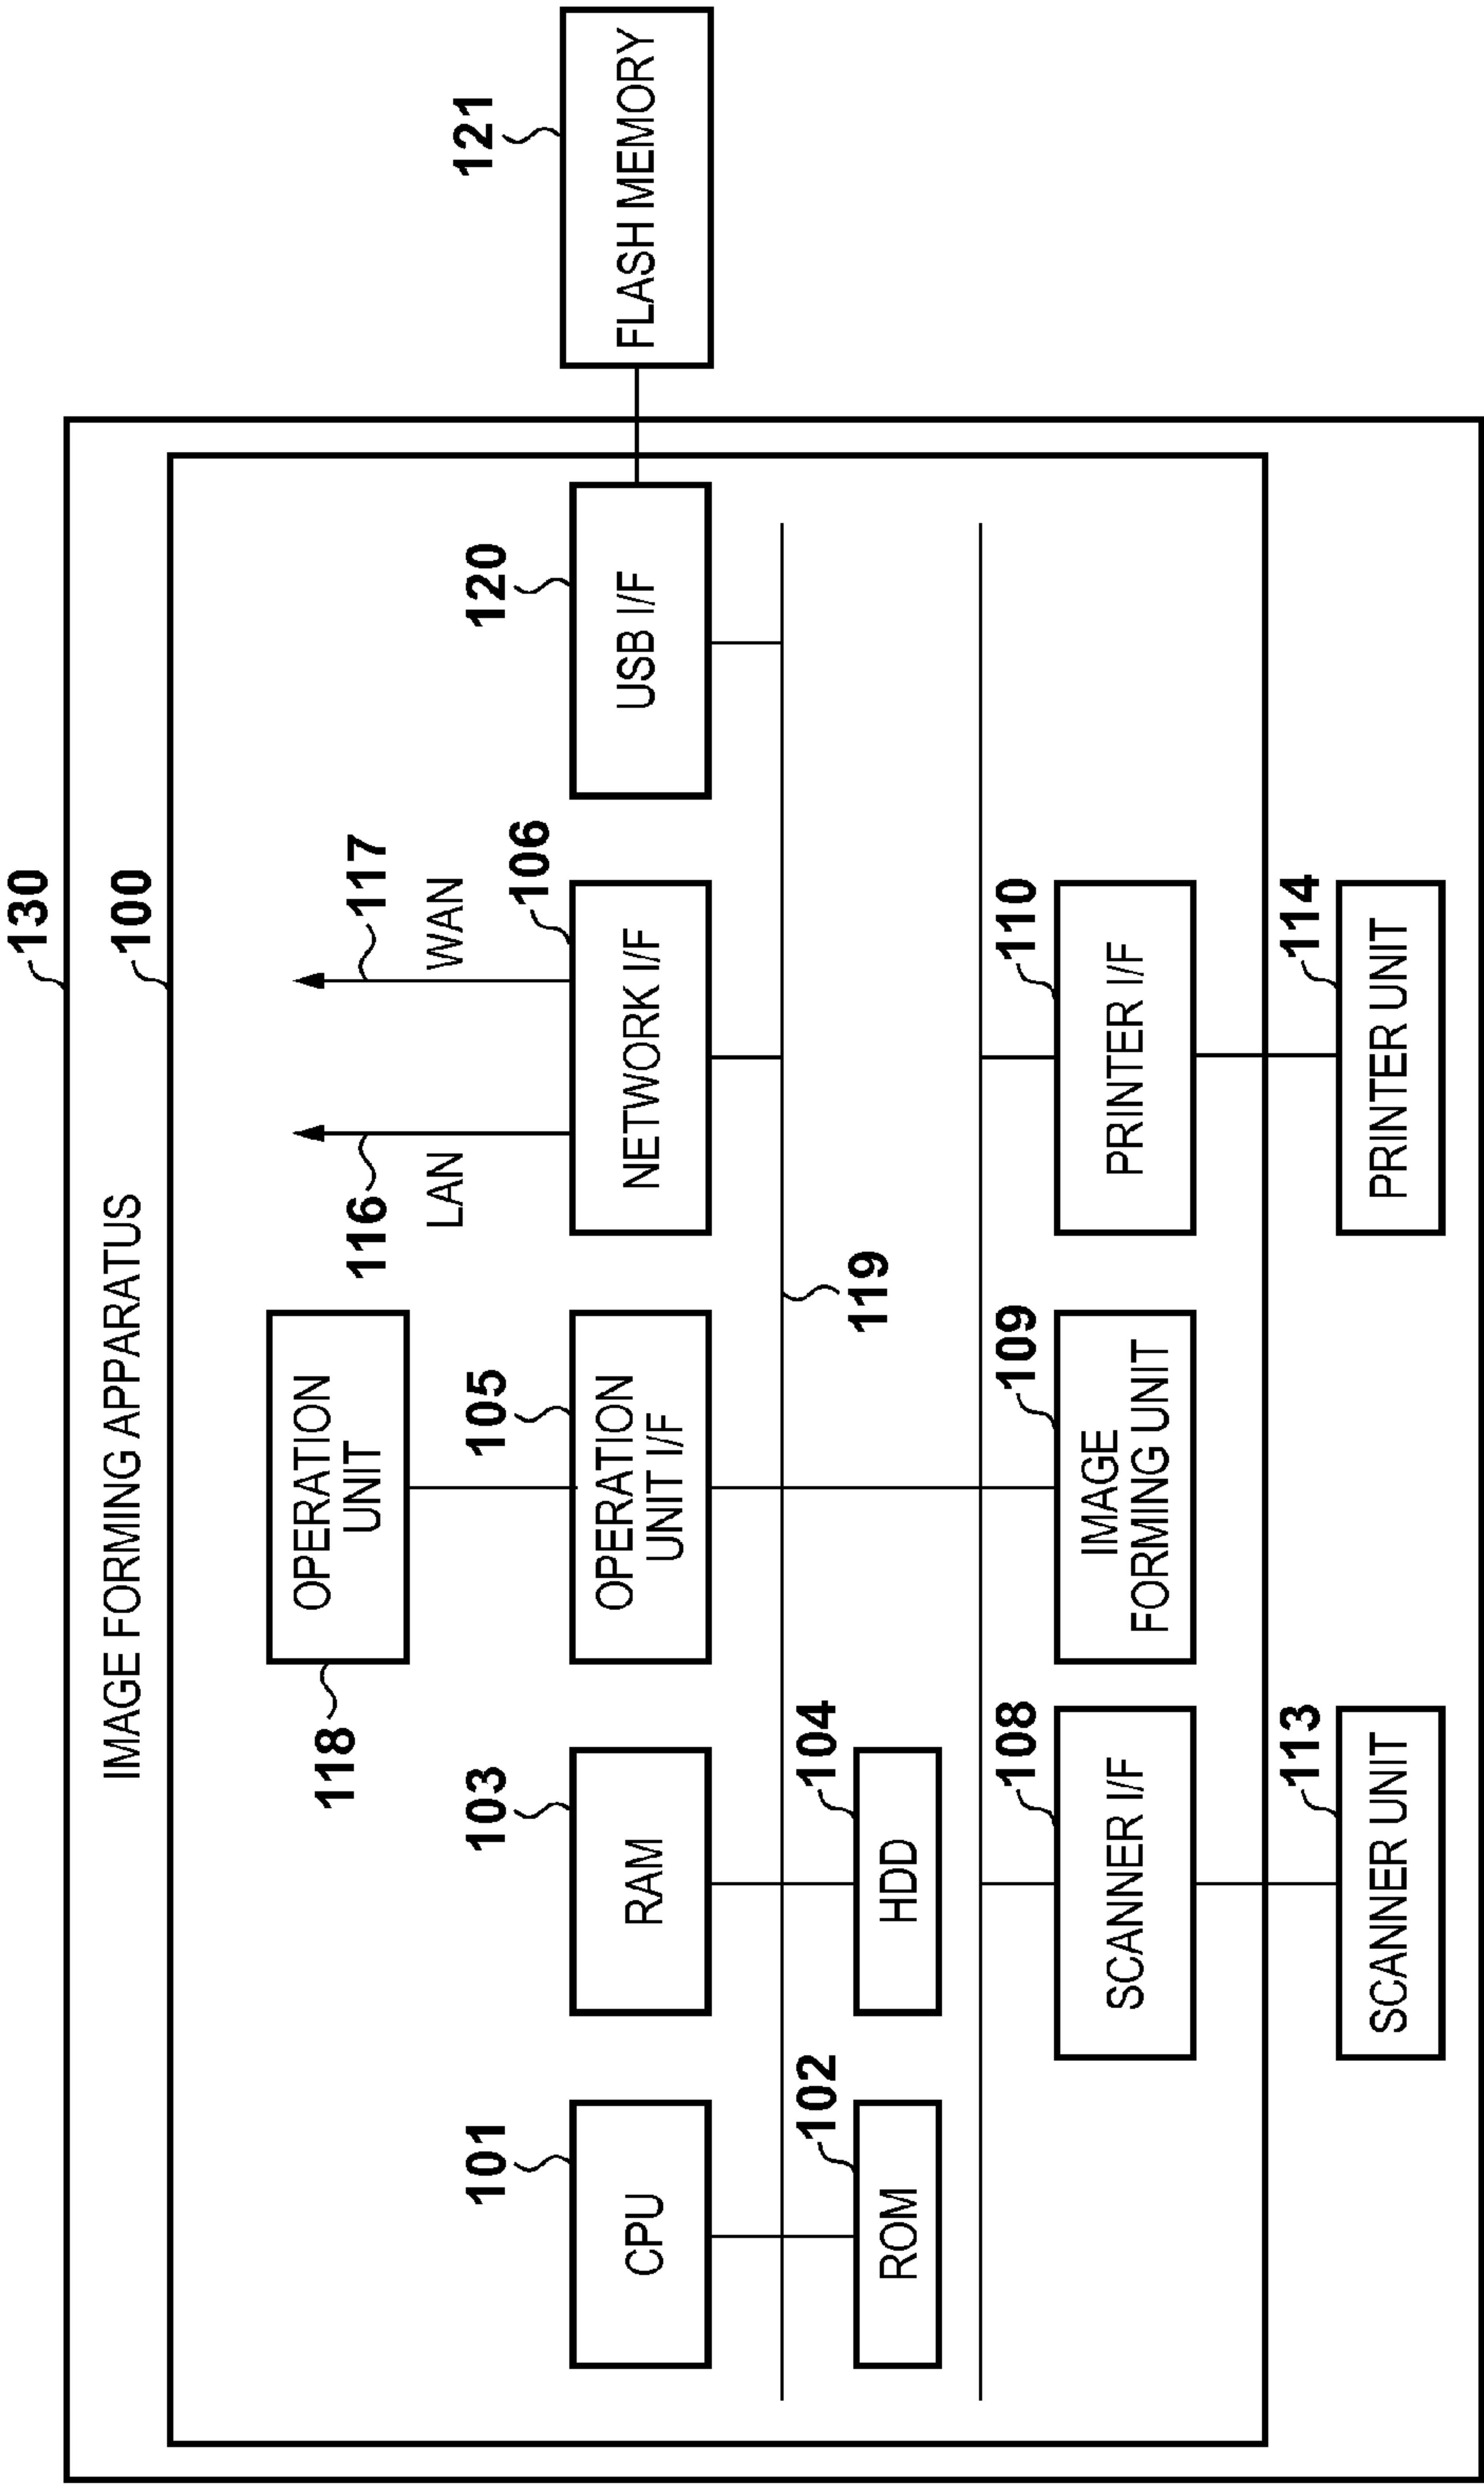 130
IMAGE FORMING APPARATUS
100
118
OPERATION
UNIT
116
LAN
117
WAN
101
CPU
103
RAM
105
OPERATION
UNIT I/F
106
NETWORK I/F
120
USB I/F
121
FLASH MEMORY
119
102
ROM
104
HDD
108
SCANNER I/F
109
IMAGE
FORMING UNIT
110
PRINTER I/F
113
SCANNER UNIT
114
PRINTER UNIT